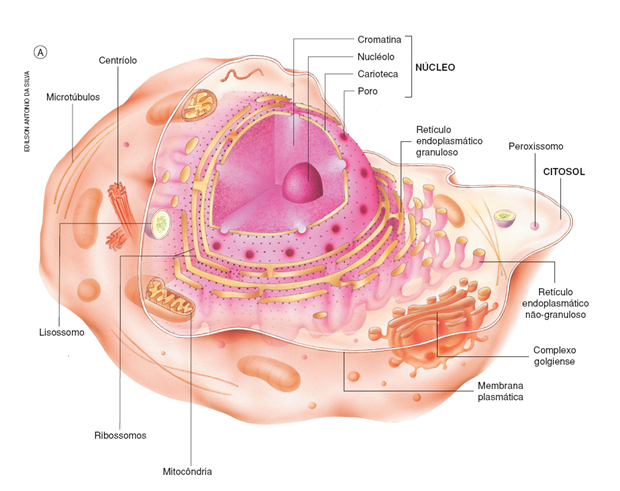 A
EDILSON ANTONIO DA SILVA
Cromatina
Nucléolo
Carioteca
Poro
NÚCLEO
Centríolo
Microtúbulos
Retículo
endoplasmático
granuloso
Peroxissomo
CITOSOL
Lisossomo
Retículo
endoplasmático
não-granuloso
Complexo
golgiense
Membrana
plasmática
Ribossomos
Mitocôndria